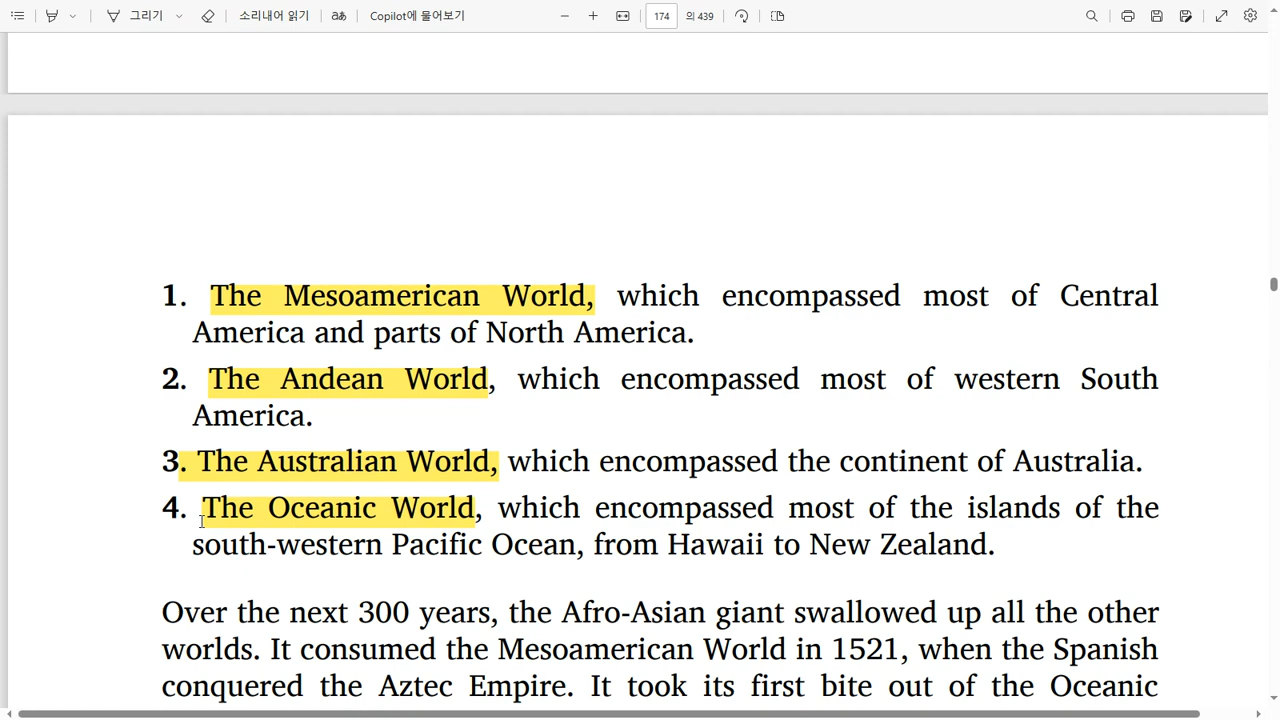 그리기 소리내어 읽기 aあ Copilot에 물어보기 174 의 439
1. The Mesoamerican World, which encompassed most of Central
America and parts of North America.
2. The Andean World, which encompassed most of western South
America.
3. The Australian World, which encompassed the continent of Australia.
4. The Oceanic World, which encompassed most of the islands of the
south-western Pacific Ocean, from Hawaii to New Zealand.
Over the next 300 years, the Afro-Asian giant swallowed up all the other
worlds. It consumed the Mesoamerican World in 1521, when the Spanish
conquered the Aztec Empire. It took its first bite out of the Oceanic